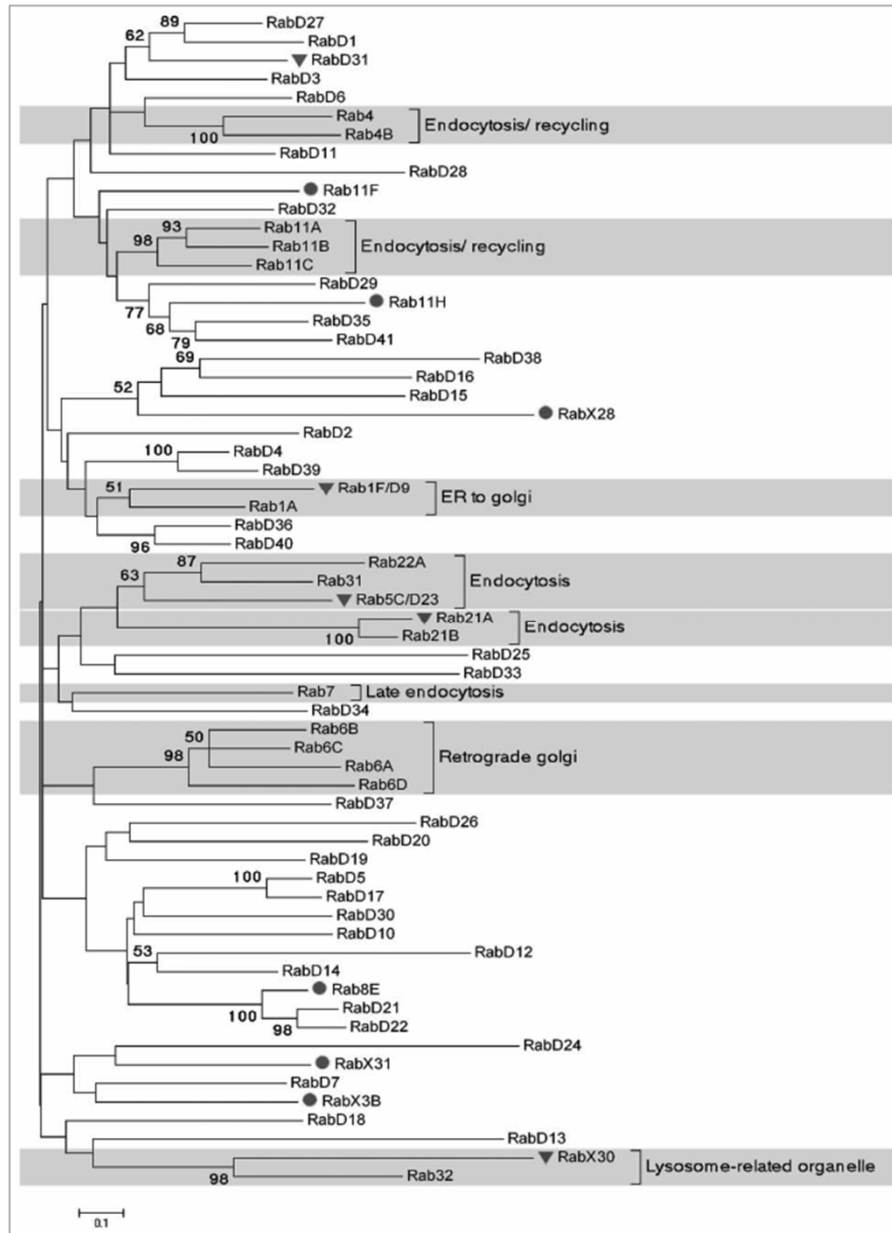 89
RabD27
62
RabD1
RabD31
RabD3
RabD6
Rab4
Endocytosis/ recycling
100
Rab4B
RabD11
RabD28
Rab11F
RabD32
93
Rab11A
98
Rab11B
Endocytosis/ recycling
Rab11C
RabD29
77
Rab11H
68
RabD35
79
RabD41
69
RabD38
52
RabD16
RabD15
RabX28
RabD2
100
RabD4
RabD39
51
Rab1F/D9
ER to golgi
Rab1A
RabD36
96
RabD40
87
Rab22A
63
Rab31
Endocytosis
Rab5C/D23
Rab21A
Endocytosis
100
Rab21B
RabD25
RabD33
Rab7
Late endocytosis
RabD34
50
Rab6B
98
Rab6C
Retrograde golgi
Rab6A
Rab6D
RabD37
RabD26
RabD20
RabD19
100
RabD5
RabD17
RabD30
RabD10
53
RabD12
RabD14
Rab8E
100
RabD21
98
RabD22
RabD24
RabX31
RabD7
RabX3B
RabD18
RabD13
RabX30
Lysosome-related organelle
98
Rab32
0.1